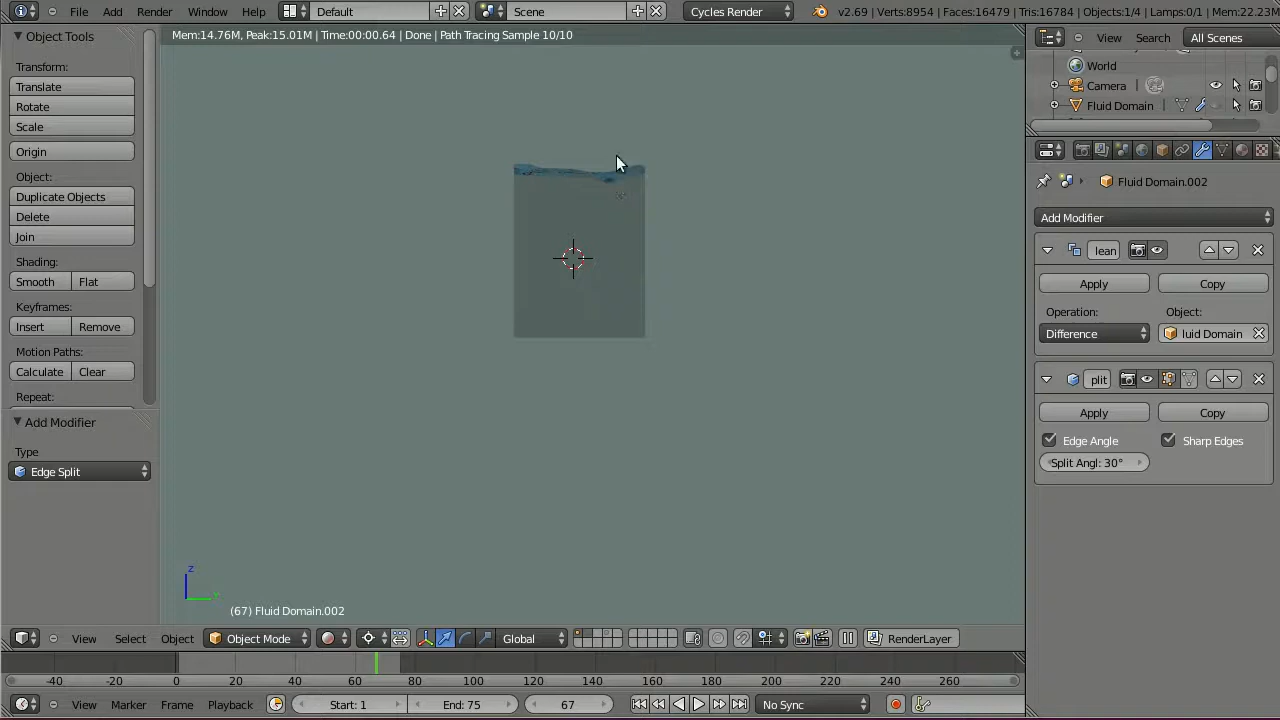 File Add Render Window Help Default Scene Cycles Render v2.69 | Verts:8954 | Faces:16479 | Tris:16784 | Objects:1/4 | Lamps:0/1 | Mem:22.23M
Object Tools
Mem:14.76M, Peak:15.01M | Time:00:00.64 | Done | Path Tracing Sample 10/10
View Search All Scenes
World
Camera
Fluid Domain
Transform:
Translate
Rotate
Scale
Origin
Object:
Duplicate Objects
Delete
Join
Shading:
Smooth Flat
Keyframes:
Insert Remove
Motion Paths:
Calculate Clear
Repeat:
Add Modifier
Type
Edge Split
Fluid Domain.002
Add Modifier
lean
Apply Copy
Operation: Object:
Difference luid Domain
plit
Apply Copy
Edge Angle Sharp Edges
Split Angl: 30°
z
(67) Fluid Domain.002
View Select Object Object Mode Global RenderLayer
-40 -20 0 20 40 60 80 100 120 140 160 180 200 220 240 260
View Marker Frame Playback Start: 1 End: 75 67 No Sync